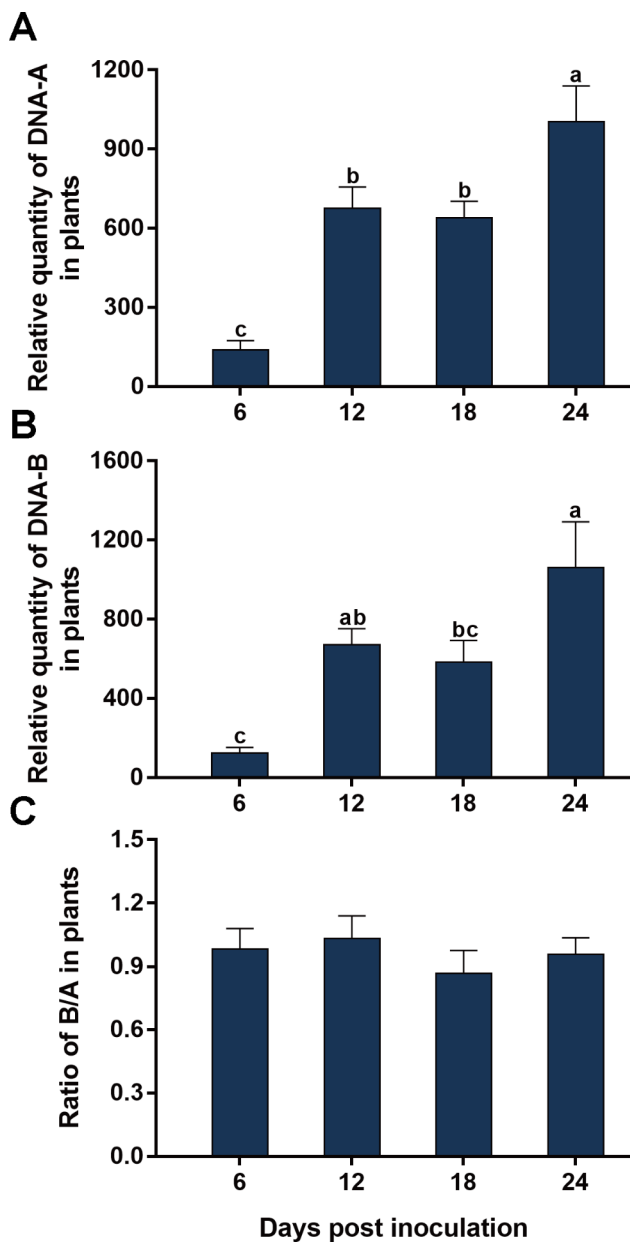 A
Relative quantity of DNA-A
in plants
1200
900
600
300
0
c
b
b
a
6 12 18 24
B
Relative quantity of DNA-B
in plants
1600
1200
800
400
0
c
ab
bc
a
6 12 18 24
C
Ratio of B/A in plants
1.5
1.2
0.9
0.6
0.3
0.0
6 12 18 24
Days post inoculation